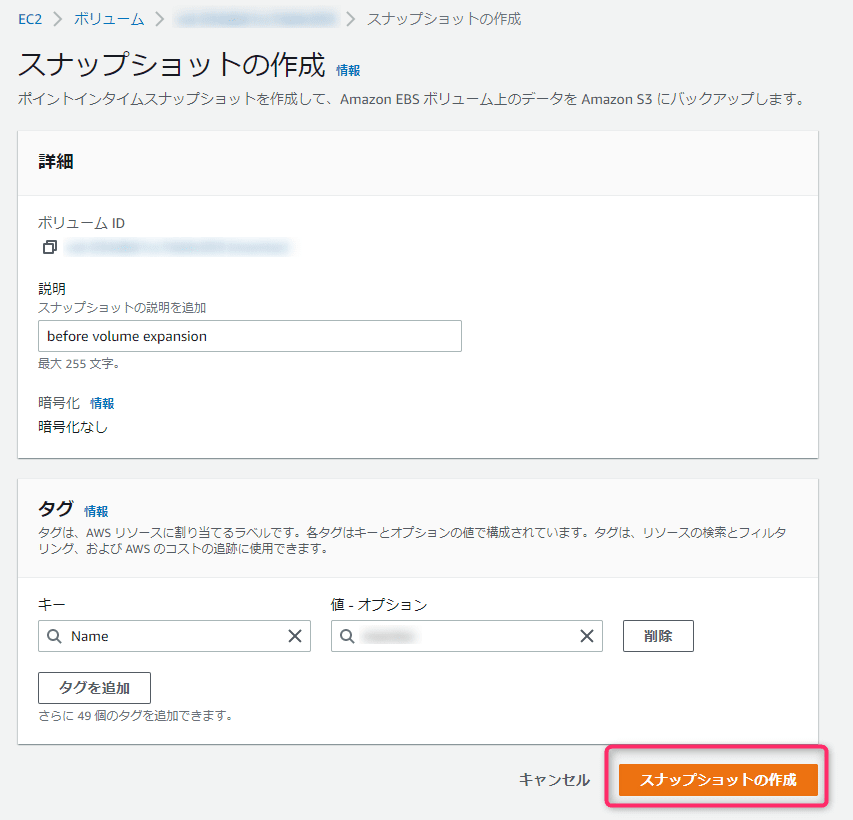 EC2 > ボリューム > > スナップショットの作成
スナップショットの作成 情報
ポイントインタイムスナップショットを作成して、Amazon EBS ボリューム上のデータを Amazon S3 にバックアップします。
詳細
ボリューム ID
説明
スナップショットの説明を追加
before volume expansion
最大 255 文字。
暗号化 情報
暗号化なし
タグ 情報
タグは、AWS リソースに割り当てるラベルです。各タグはキーとオプションの値で構成されています。タグは、リソースの検索とフィルタ
リング、および AWS のコストの追跡に使用できます。
キー 値 - オプション
Name 削除
タグを追加
さらに 49 個のタグを追加できます。
キャンセル スナップショットの作成